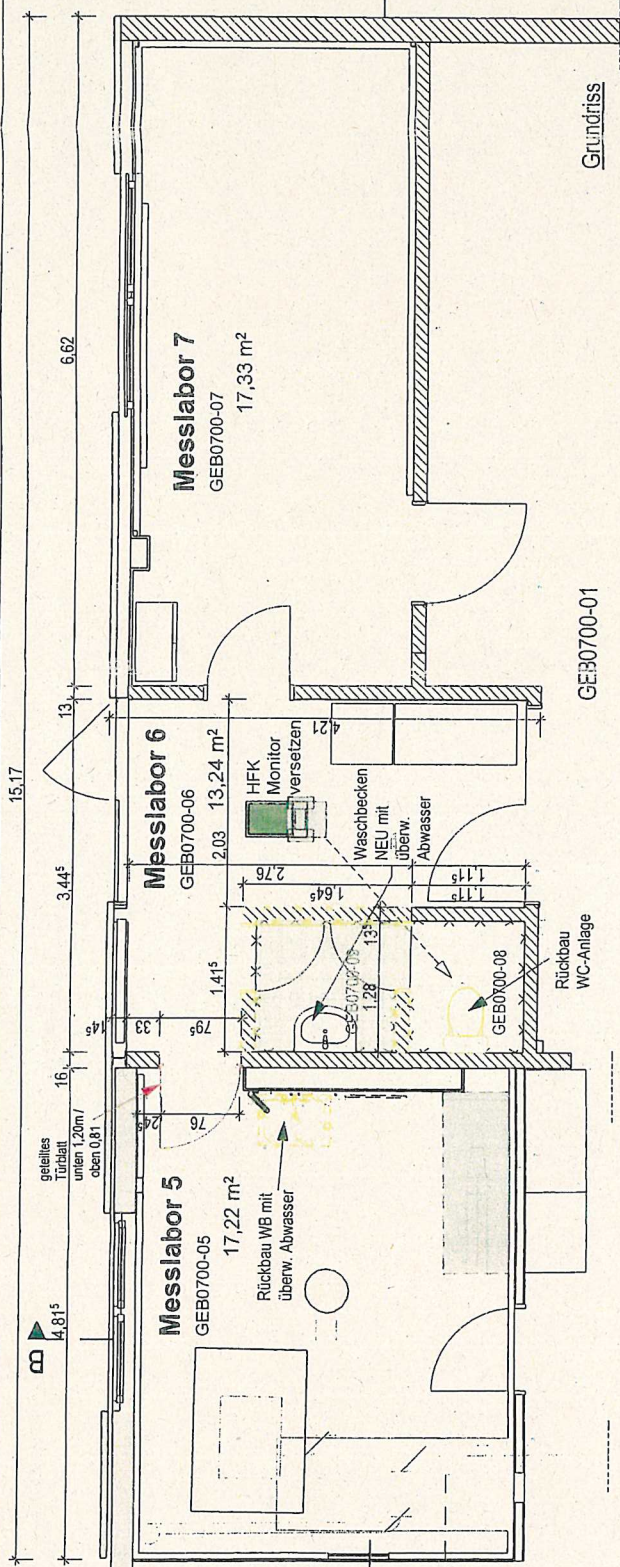 15,17
4,81⁵
16
3,44⁵
13
6,62
B
geteiltes
Türblatt
unten 1,20m /
oben 0,81
14⁵
33
79⁵
24⁵
76
Messlabor 5
GEB0700-05
17,22 m²
Rückbau WB mit
überw. Abwasser
Messlabor 6
GEB0700-06
13,24 m²
1,41⁵
2,03
HFK
Monitor
versetzen
4,21
2,76
1,64⁵
1,11⁵
1,11⁵
Waschbecken
NEU mit
überw.
Abwasser
GEB0700-09
1,28
13⁵
GEB0700-08
Rückbau
WC-Anlage
Messlabor 7
GEB0700-07
17,33 m²
GEB0700-01
Grundriss